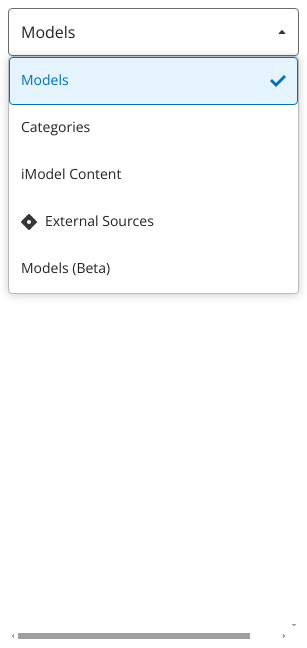 Models
Models
Categories
iModel Content
External Sources
Models (Beta)